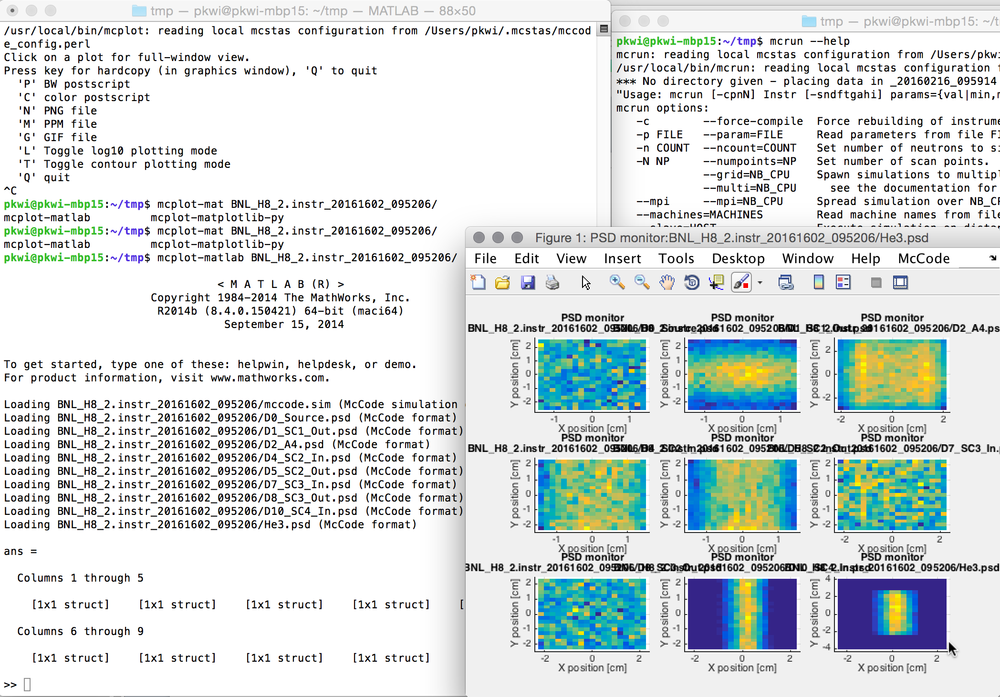 tmp — pkwi@pkwi-mbp15: ~/tmp — MATLAB — 88×50
/usr/local/bin/mcplot: reading local mcstas configuration from /Users/pkwi/.mcstas/mccod
e_config.perl
Click on a plot for full-window view.
Press key for hardcopy (in graphics window), 'Q' to quit
'P' BW postscript
'C' color postscript
'N' PNG file
'M' PPM file
'G' GIF file
'L' Toggle log10 plotting mode
'T' Toggle contour plotting mode
'Q' quit
^C
pkwi@pkwi-mbp15:~/tmp$ mcplot-mat BNL_H8_2.instr_20161602_095206/
mcplot-matlab mcplot-matplotlib-py
pkwi@pkwi-mbp15:~/tmp$ mcplot-mat BNL_H8_2.instr_20161602_095206/
mcplot-matlab mcplot-matplotlib-py
pkwi@pkwi-mbp15:~/tmp$ mcplot-matlab BNL_H8_2.instr_20161602_095206/
< M A T L A B (R) >
Copyright 1984-2014 The MathWorks, Inc.
R2014b (8.4.0.150421) 64-bit (maci64)
September 15, 2014
To get started, type one of these: helpwin, helpdesk, or demo.
For product information, visit www.mathworks.com.
Loading BNL_H8_2.instr_20161602_095206/mccode.sim (McCode simulation
Loading BNL_H8_2.instr_20161602_095206/D0_Source.psd (McCode format)
Loading BNL_H8_2.instr_20161602_095206/D1_SC1_Out.psd (McCode format)
Loading BNL_H8_2.instr_20161602_095206/D2_A4.psd (McCode format)
Loading BNL_H8_2.instr_20161602_095206/D4_SC2_In.psd (McCode format)
Loading BNL_H8_2.instr_20161602_095206/D5_SC2_Out.psd (McCode format)
Loading BNL_H8_2.instr_20161602_095206/D7_SC3_In.psd (McCode format)
Loading BNL_H8_2.instr_20161602_095206/D8_SC3_Out.psd (McCode format)
Loading BNL_H8_2.instr_20161602_095206/D10_SC4_In.psd (McCode format)
Loading BNL_H8_2.instr_20161602_095206/He3.psd (McCode format)
ans =
Columns 1 through 5
[1x1 struct] [1x1 struct] [1x1 struct] [1x1 struct] [
Columns 6 through 9
[1x1 struct] [1x1 struct] [1x1 struct] [1x1 struct]
>>
tmp — pkwi@pkwi-mbp15: ~/t
pkwi@pkwi-mbp15:~/tmp$ mcrun --help
mcrun: reading local mcstas configuration from /Users/pkwi
/usr/local/bin/mcrun: reading local mcstas configuration f
*** No directory given - placing data in _20160216_095914
"Usage: mcrun [-cpnN] Instr [-sndftgahi] params={val|min,m
mcrun options:
-c --force-compile Force rebuilding of instrume
-p FILE --param=FILE Read parameters from file FI
-n COUNT --ncount=COUNT Set number of neutrons to si
-N NP --numpoints=NP Set number of scan points.
--grid=NB_CPU Spawn simulations to multipl
--multi=NB_CPU see the documentation for
--mpi --mpi=NB_CPU Spread simulation over NB_CP
--machines=MACHINES Read machine names from file
Figure 1: PSD monitor:BNL_H8_2.instr_20161602_095206/He3.psd
File Edit View Insert Tools Desktop Window Help McCode
PSD monitor PSD monitor PSD monitor
BNL_H8_2.instr_20161602_095206/D2_A4.ps
Y position [cm] 2 1 0 -1 -2
-1 0 1
X position [cm]
Y position [cm] 2 1 0 -1 -2
-1 0 1
X position [cm]
Y position [cm] 2 0 -2
-2 0 2
X position [cm]
PSD monitor PSD monitor PSD monitor
BNL_H8_2.instr_20161602_095206/D7_SC3_In.
Y position [cm] 2 1 0 -1 -2
-1 0 1
X position [cm]
Y position [cm] 2 1 0 -1 -2
-1 0 1
X position [cm]
Y position [cm] 2 1 0 -1 -2
-2 0 2
X position [cm]
PSD monitor PSD monitor PSD monitor
BNL_H8_2.instr_20161602_095206/He3.psd
Y position [cm] 2 1 0 -1 -2
-2 0 2
X position [cm]
Y position [cm] 2 1 0 -1 -2
-2 0 2
X position [cm]
Y position [cm] 4 2 0 -2 -4
-2 0 2
X position [cm]